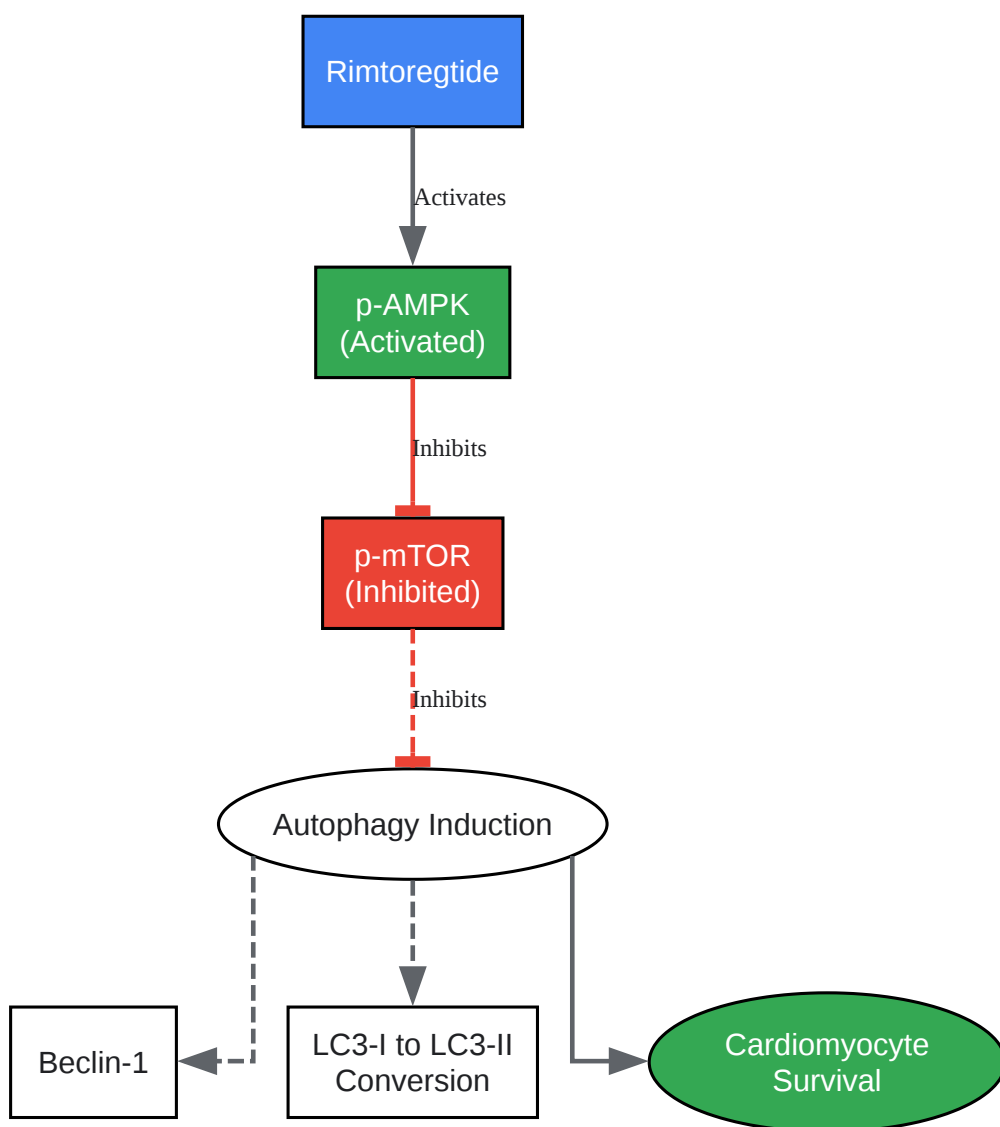 Rimtoregtide
Activates
p-AMPK
(Activated)
Inhibits
p-mTOR
(Inhibited)
Inhibits
Autophagy Induction
Beclin-1
LC3-I to LC3-II
Conversion
Cardiomyocyte
Survival